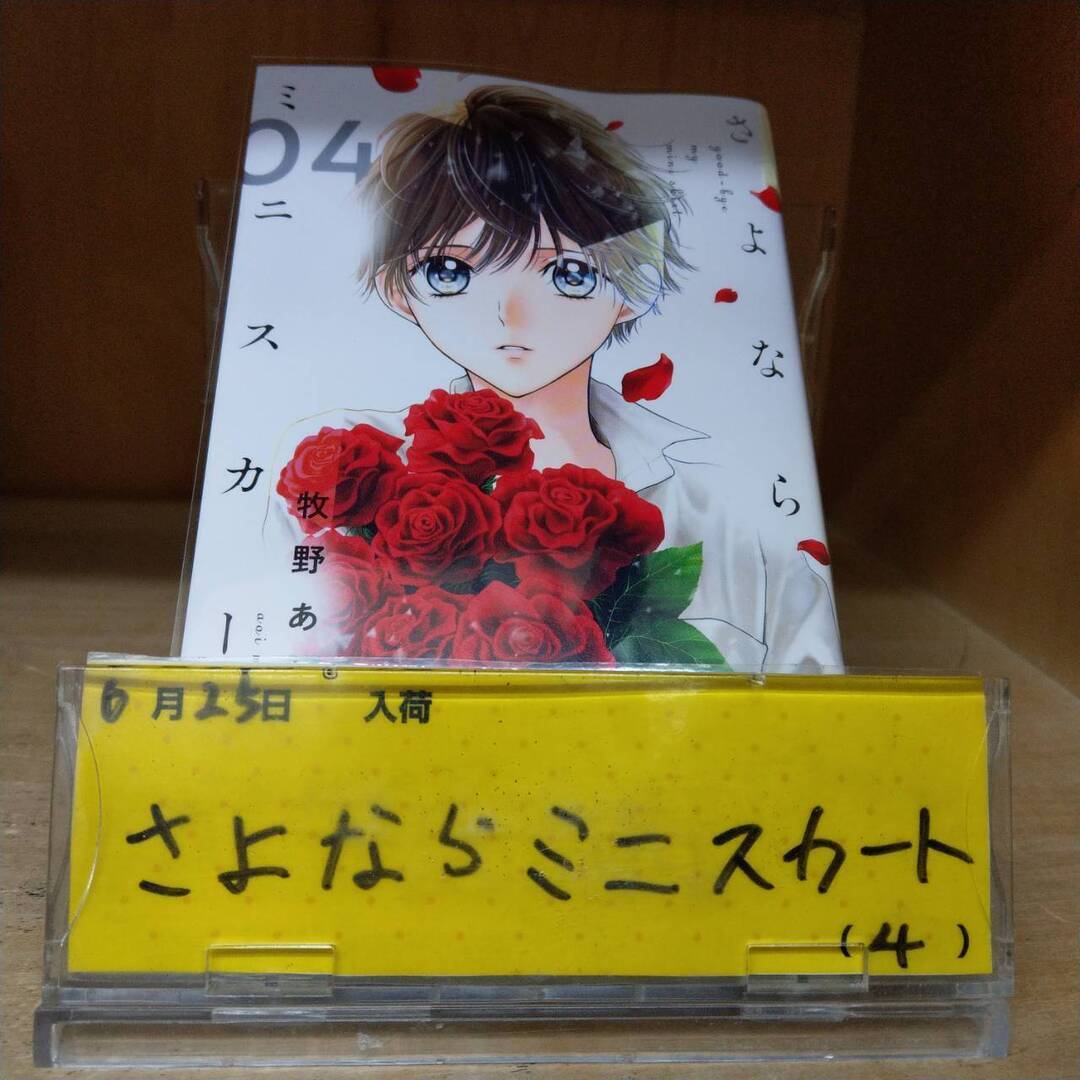 さよなら
ミニスカー
04
good-bye
my
mini skirt
牧野あ
aoi
6月25日 入荷
さよならミニスカート
(4)